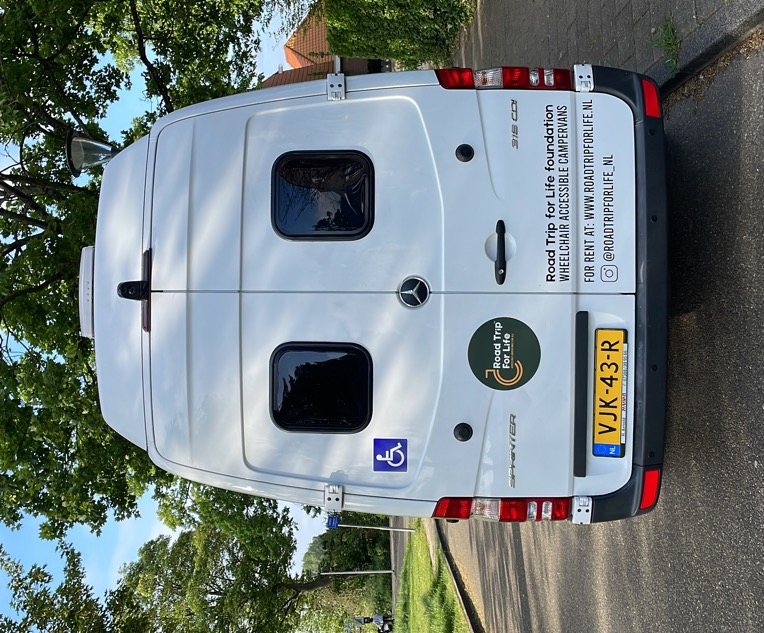 Road Trip for Life foundation
WHEELCHAIR ACCESSIBLE CAMPERVANS
FOR RENT AT: WWW.ROADTRIPFORLIFE.NL
@ROADTRIPFORLIFE_NL
315 CDI
SPRINTER
Road Trip
For Life
NL
VJK-43-R